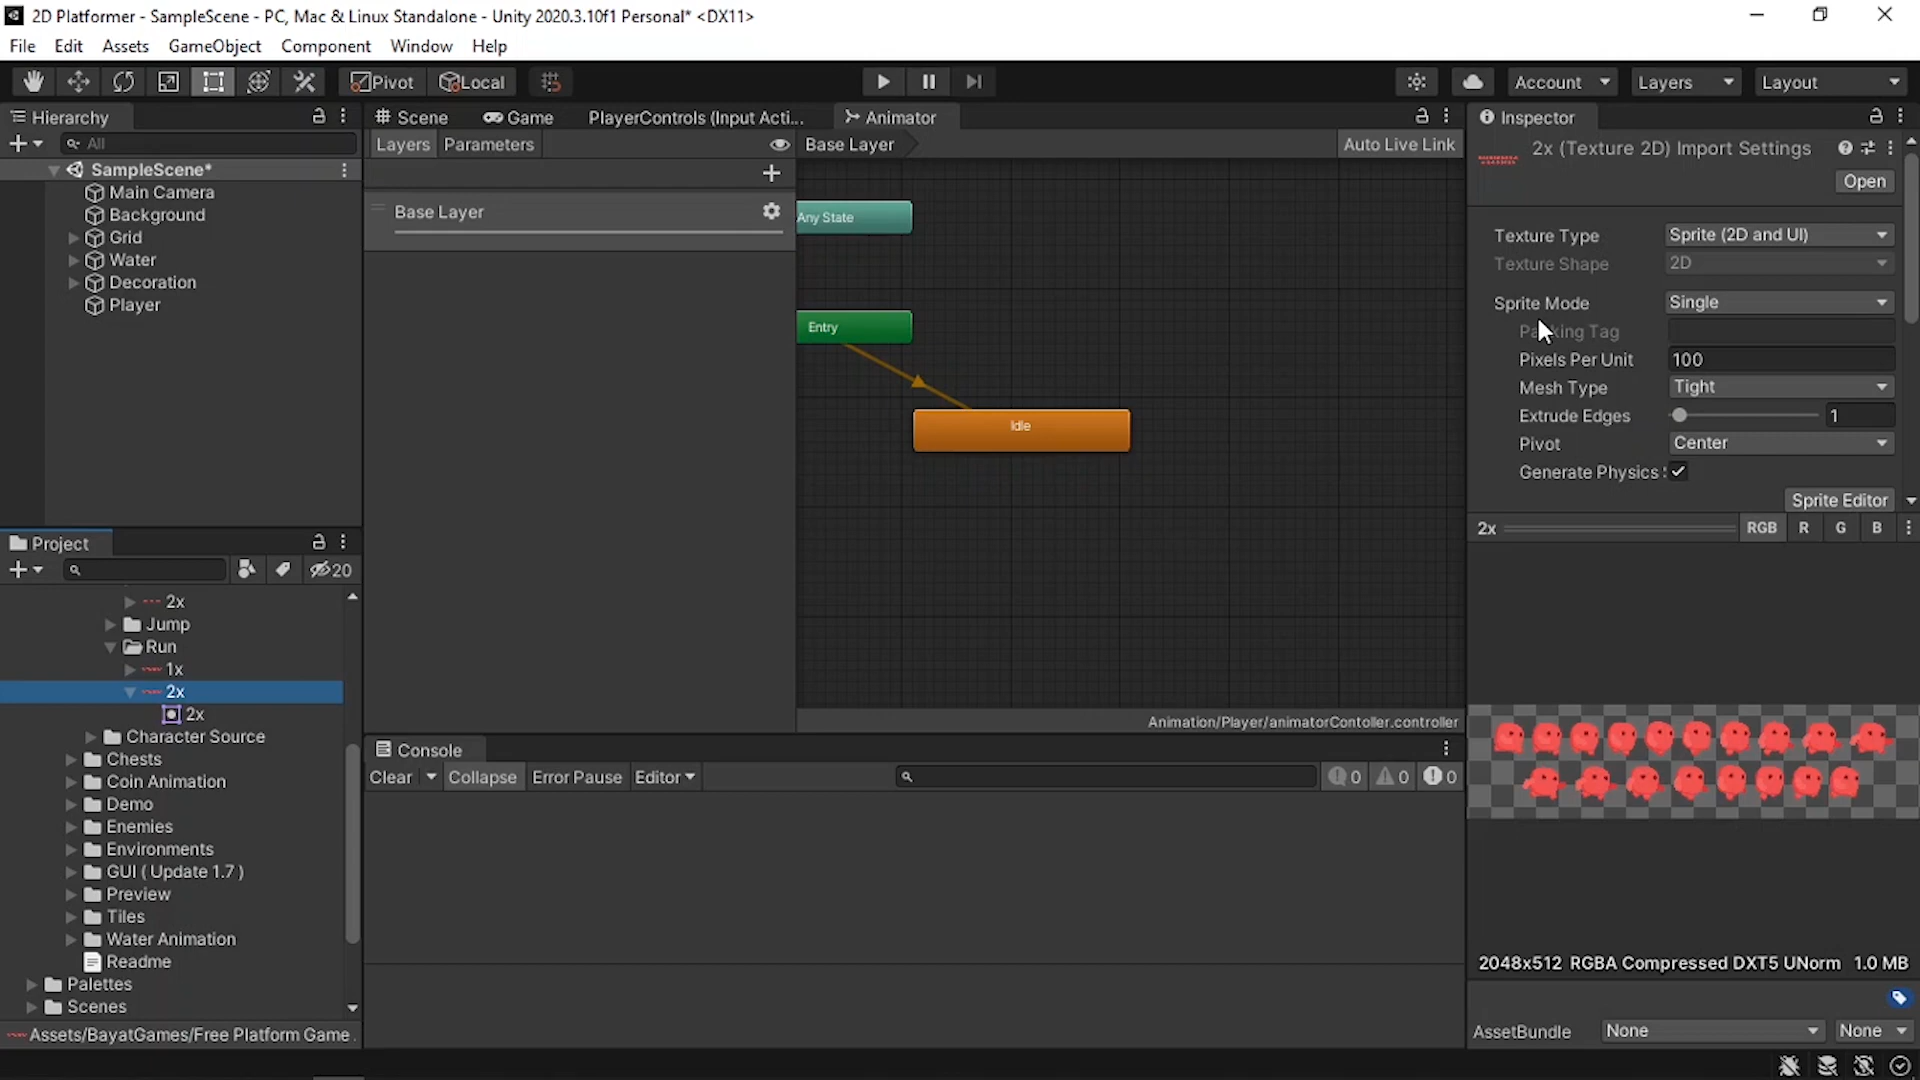 2D Platformer - SampleScene - PC, Mac & Linux Standalone - Unity 2020.3.10f1 Personal* <DX11>
File Edit Assets GameObject Component Window Help
Pivot Local Account Layers Layout
Hierarchy
All
SampleScene*
Main Camera
Background
Grid
Water
Decoration
Player
Project
20
2x
Jump
Run
1x
2x
2x
Character Source
Chests
Coin Animation
Demo
Enemies
Environments
GUI ( Update 1.7 )
Preview
Tiles
Water Animation
Readme
Palettes
Scenes
Assets/BayatGames/Free Platform Game
Scene Game PlayerControls (Input Acti... Animator
Layers Parameters Base Layer Auto Live Link
Base Layer
Any State
Entry
Idle
Animation/Player/animatorContoller.controller
Console
Clear Collapse Error Pause Editor 0 0 0
Inspector
2x (Texture 2D) Import Settings
Open
Texture Type Sprite (2D and UI)
Texture Shape 2D
Sprite Mode Single
Packing Tag
Pixels Per Unit 100
Mesh Type Tight
Extrude Edges 1
Pivot Center
Generate Physics
Sprite Editor
2x RGB R G B
2048x512 RGBA Compressed DXT5 UNorm 1.0 MB
AssetBundle None None